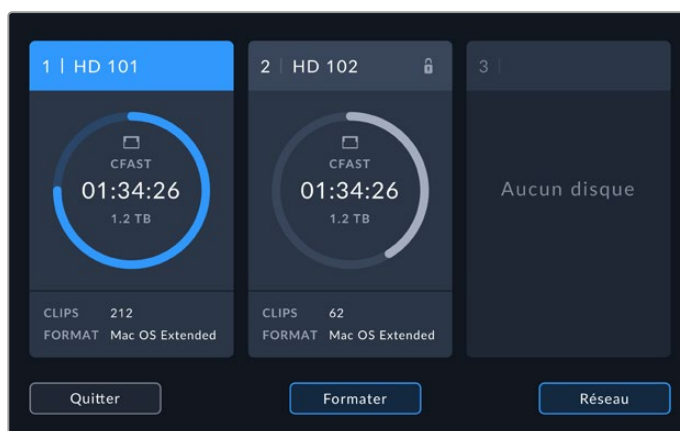 1 | HD 101
CFAST
01:34:26
1.2 TB
CLIPS 212
FORMAT Mac OS Extended
2 | HD 102
CFAST
01:34:26
1.2 TB
CLIPS 62
FORMAT Mac OS Extended
3 |
Aucun disque
Quitter
Formater
Réseau